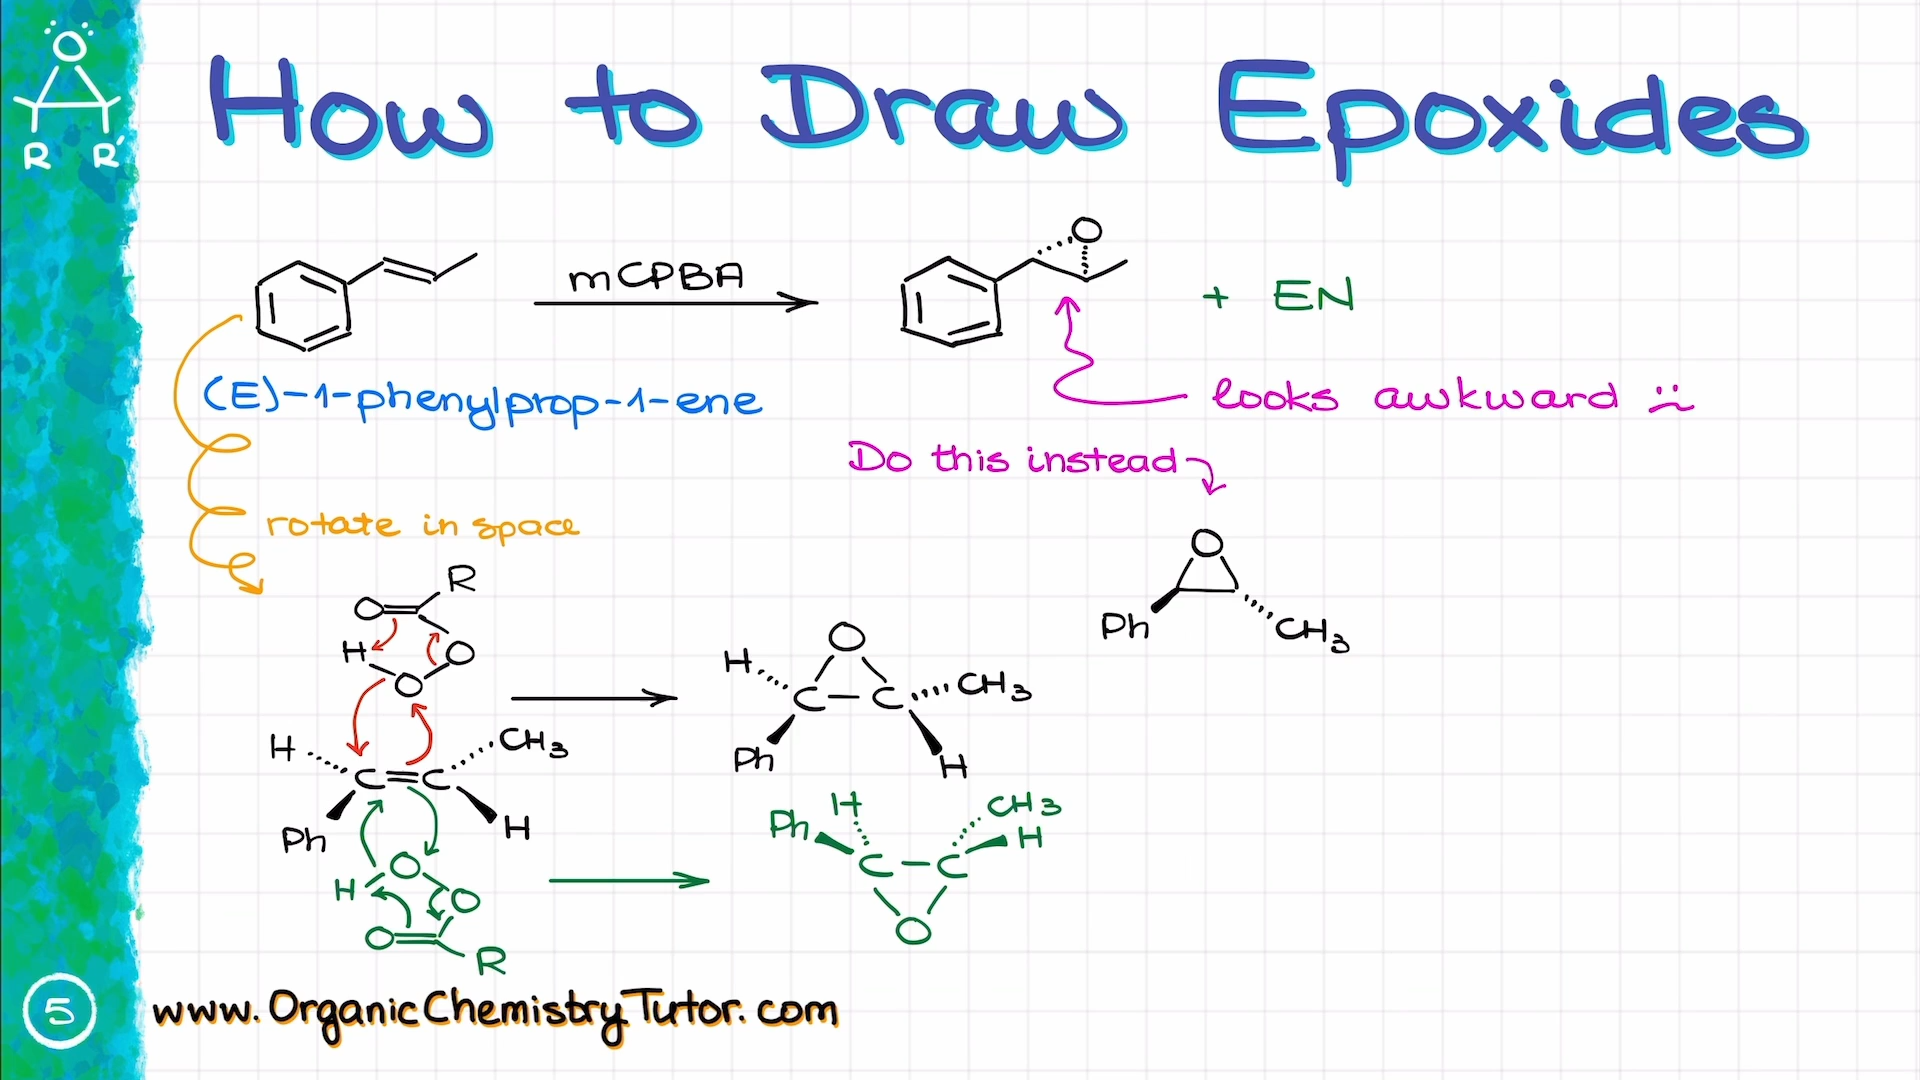 How to Draw Epoxides
O
R R'
mCPBA
O
+ EN
(E)-1-phenylprop-1-ene
looks awkward :(
Do this instead
rotate in space
O
Ph CH3
R
O
H O
O
H CH3
C=C
Ph H
O
H CH3
C-C
Ph H
H CH3
Ph H
C-C
O
O
H O
O
R
5
www.OrganicChemistryTutor.com